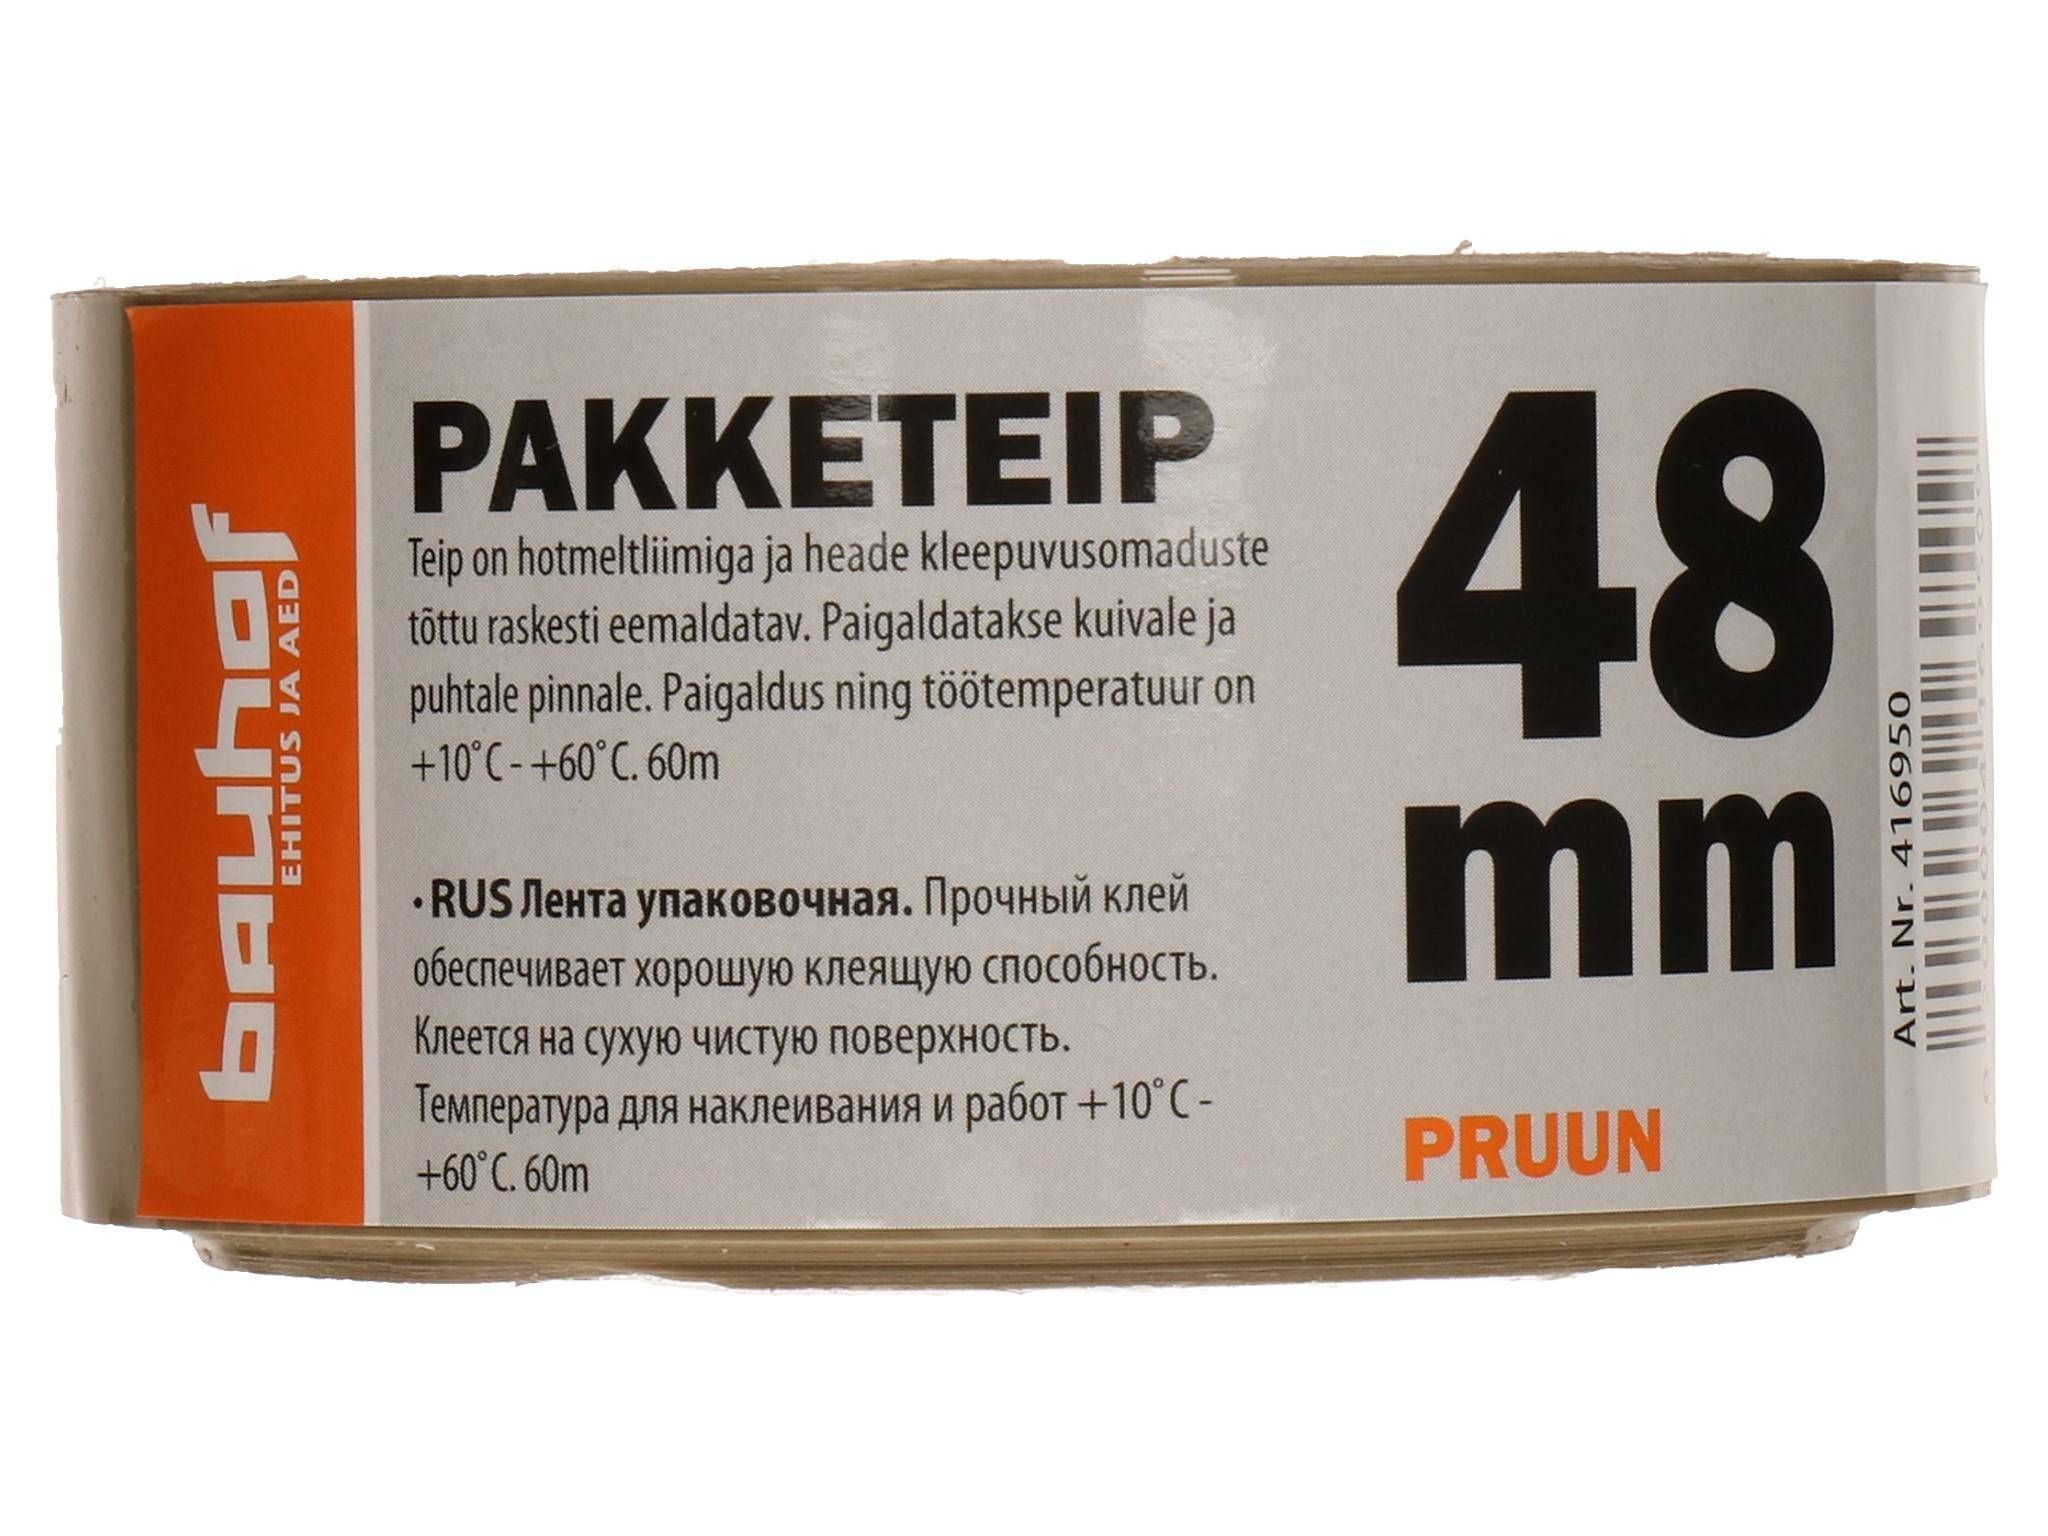 bauhof
EHITUS JA AED
PAKKETEIP
Teip on hotmeltliimiga ja heade kleepuvusomaduste
tõttu raskesti eemaldatav. Paigaldatakse kuivale ja
puhtale pinnale. Paigaldus ning töötemperatuur on
+10˚C - +60˚C. 60m
• RUS Лента упаковочная. Прочный клей
обеспечивает хорошую клеящую способность.
Клеется на сухую чистую поверхность.
Температура для наклеивания и работ +10˚C -
+60˚C. 60m
48
mm
PRUUN
Art. Nr. 416950